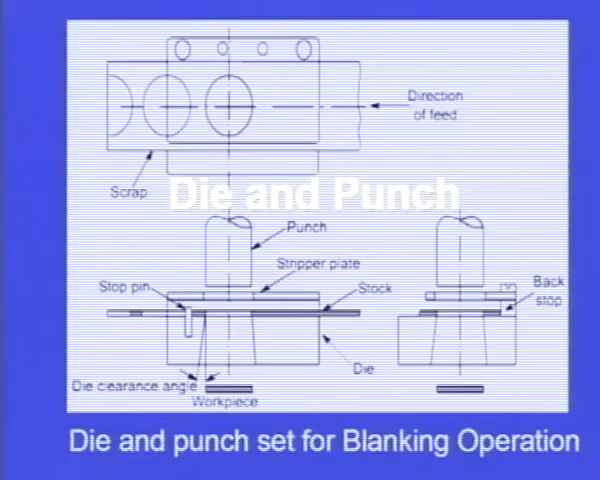 Direction
of feed
Scrap
Die and Punch
Punch
Stripper plate
Stop pin
Stock
Back
stop
Die
Die clearance angle
Workpiece
Die and punch set for Blanking Operation